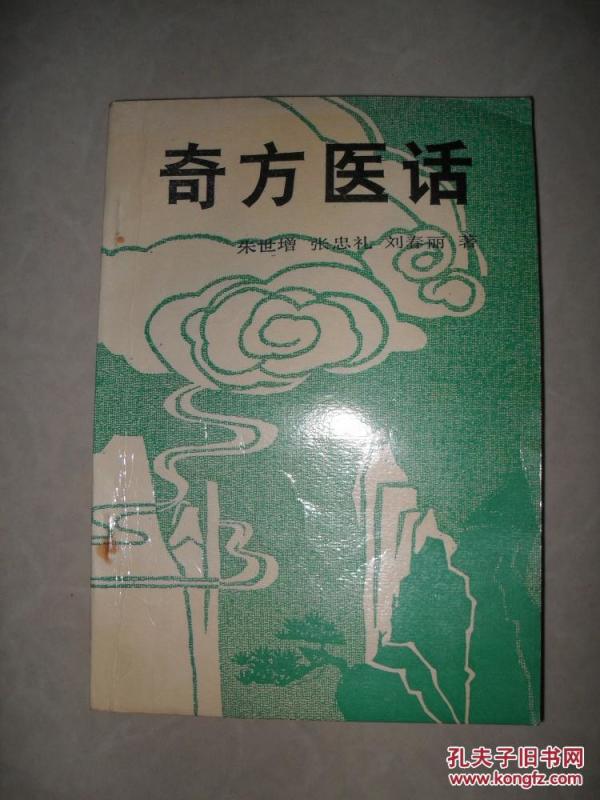 奇方医话
朱世增 张忠礼 刘春丽 著
孔夫子旧书网
www.kongfz.com